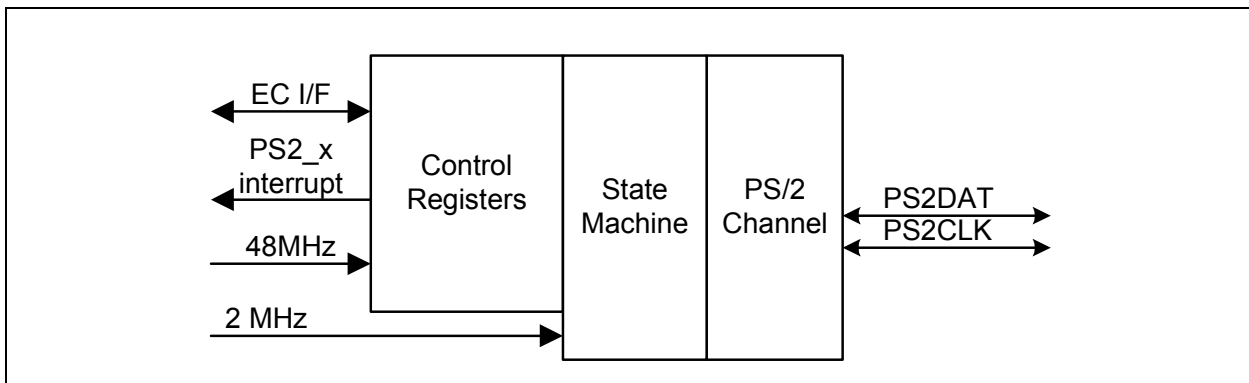 EC I/F
PS2_x
interrupt
48MHz
2 MHz
Control
Registers
State
Machine
PS/2
Channel
PS2DAT
PS2CLK